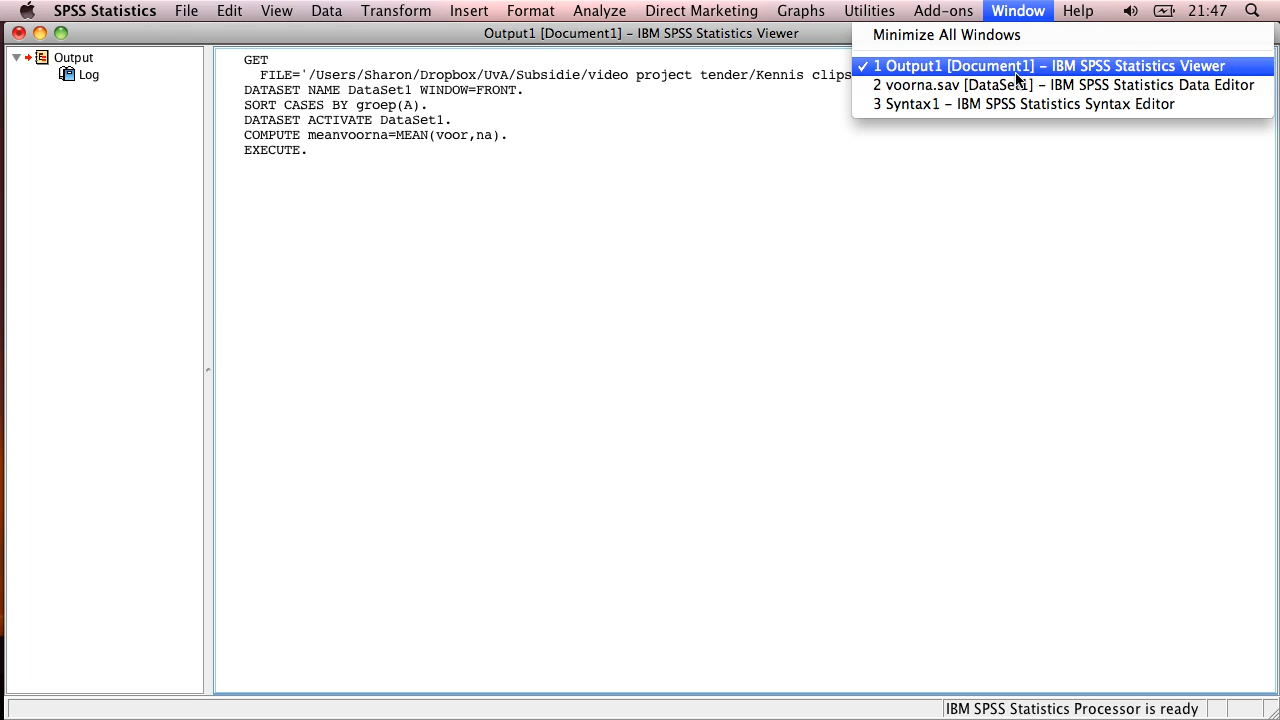 SPSS Statistics File Edit View Data Transform Insert Format Analyze Direct Marketing Graphs Utilities Add-ons Window Help 21:47
Output1 [Document1] – IBM SPSS Statistics Viewer
Minimize All Windows
✓ 1 Output1 [Document1] – IBM SPSS Statistics Viewer
2 voorna.sav [DataSet1] – IBM SPSS Statistics Data Editor
3 Syntax1 – IBM SPSS Statistics Syntax Editor
Output
Log
GET
FILE='/Users/Sharin/Dropbox/UvA/Subsidie/video project tender/Kennis clips
DATASET NAME DataSet1 WINDOW=FRONT.
SORT CASES BY groep(A).
DATASET ACTIVATE DataSet1.
COMPUTE meanvoorna=MEAN(voor,na).
EXECUTE.
IBM SPSS Statistics Processor is ready